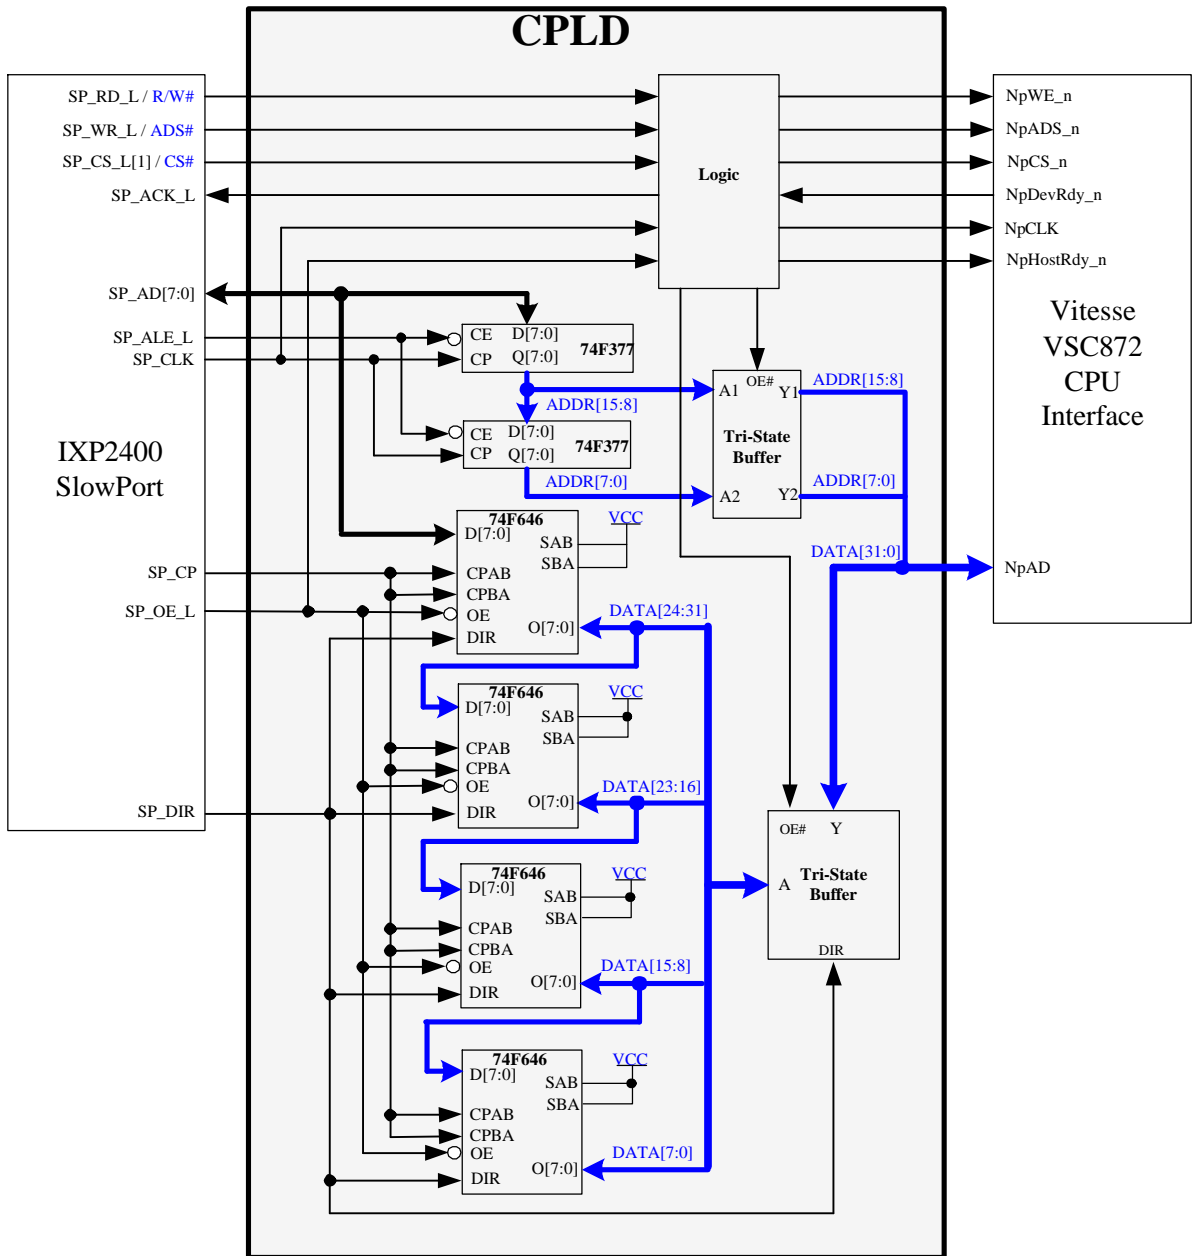 CPLD
SP_RD_L / R/W#
SP_WR_L / ADS#
SP_CS_L[1] / CS#
SP_ACK_L
SP_AD[7:0]
SP_ALE_L
SP_CLK
IXP2400
SlowPort
SP_CP
SP_OE_L
SP_DIR
Logic
NpWE_n
NpADS_n
NpCS_n
NpDevRdy_n
NpCLK
NpHostRdy_n
Vitesse
VSC872
CPU
Interface
NpAD
CE D[7:0]
74F377
CP Q[7:0]
ADDR[15:8]
CE D[7:0]
74F377
CP Q[7:0]
ADDR[7:0]
OE#
A1 Y1
Tri-State
Buffer
A2 Y2
ADDR[15:8]
ADDR[7:0]
DATA[31:0]
74F646
D[7:0]
SAB
SBA
VCC
CPAB
CPBA
OE
O[7:0]
DIR
DATA[24:31]
74F646
D[7:0]
SAB
SBA
VCC
CPAB
CPBA
OE
O[7:0]
DIR
DATA[23:16]
74F646
D[7:0]
SAB
SBA
VCC
CPAB
CPBA
OE
O[7:0]
DIR
DATA[15:8]
74F646
D[7:0]
SAB
SBA
VCC
CPAB
CPBA
OE
O[7:0]
DIR
DATA[7:0]
OE# Y
A
Tri-State
Buffer
DIR